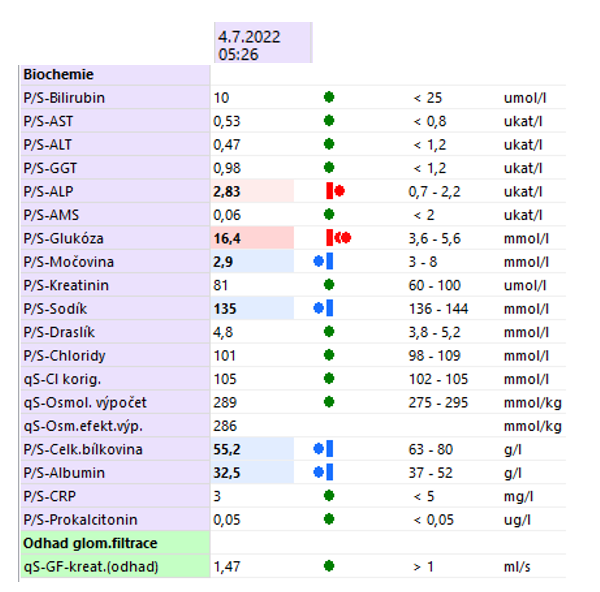 4.7.2022
05:26
Biochemie
P/S-Bilirubin 10 < 25 umol/l
P/S-AST 0,53 < 0,8 ukat/l
P/S-ALT 0,47 < 1,2 ukat/l
P/S-GGT 0,98 < 1,2 ukat/l
P/S-ALP 2,83 0,7 - 2,2 ukat/l
P/S-AMS 0,06 < 2 ukat/l
P/S-Glukóza 16,4 3,6 - 5,6 mmol/l
P/S-Močovina 2,9 3 - 8 mmol/l
P/S-Kreatinin 81 60 - 100 umol/l
P/S-Sodík 135 136 - 144 mmol/l
P/S-Draslík 4,8 3,8 - 5,2 mmol/l
P/S-Chloridy 101 98 - 109 mmol/l
qS-Cl korig. 105 102 - 105 mmol/l
qS-Osmol. výpočet 289 275 - 295 mmol/kg
qS-Osm.efekt.výp. 286 mmol/kg
P/S-Celk.bílkovina 55,2 63 - 80 g/l
P/S-Albumin 32,5 37 - 52 g/l
P/S-CRP 3 < 5 mg/l
P/S-Prokalcitonin 0,05 < 0,05 ug/l
Odhad glom.filtrace
qS-GF-kreat.(odhad) 1,47 > 1 ml/s